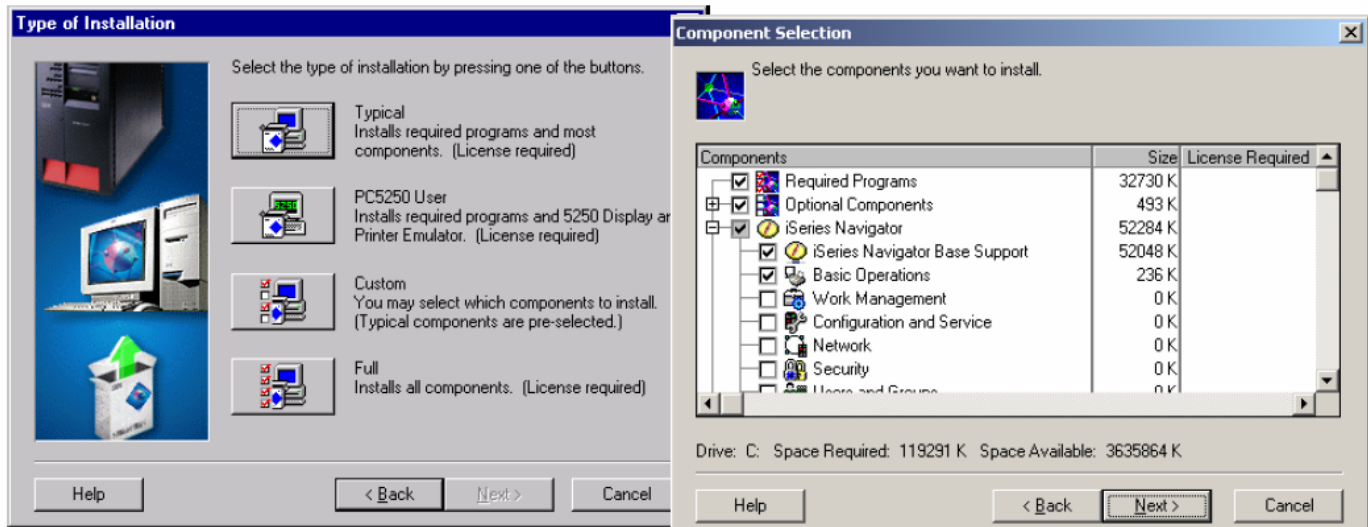 Type of Installation
Select the type of installation by pressing one of the buttons.
Typical
Installs required programs and most
components. (License required)
PC5250 User
Installs required programs and 5250 Display
Printer Emulator. (License required)
Custom
You may select which components to install.
(Typical components are pre-selected.)
Full
Installs all components. (License required)
Help
< Back
Next >
Cancel
Component Selection
Select the components you want to install.
Components Size License Required
Required Programs 32730 K
Optional Components 493 K
iSeries Navigator 52284 K
iSeries Navigator Base Support 52048 K
Basic Operations 236 K
Work Management 0 K
Configuration and Service 0 K
Network 0 K
Security 0 K
Users and Groups 0 K
Drive: C: Space Required: 119291 K Space Available: 3635864 K
Help
< Back
Next >
Cancel